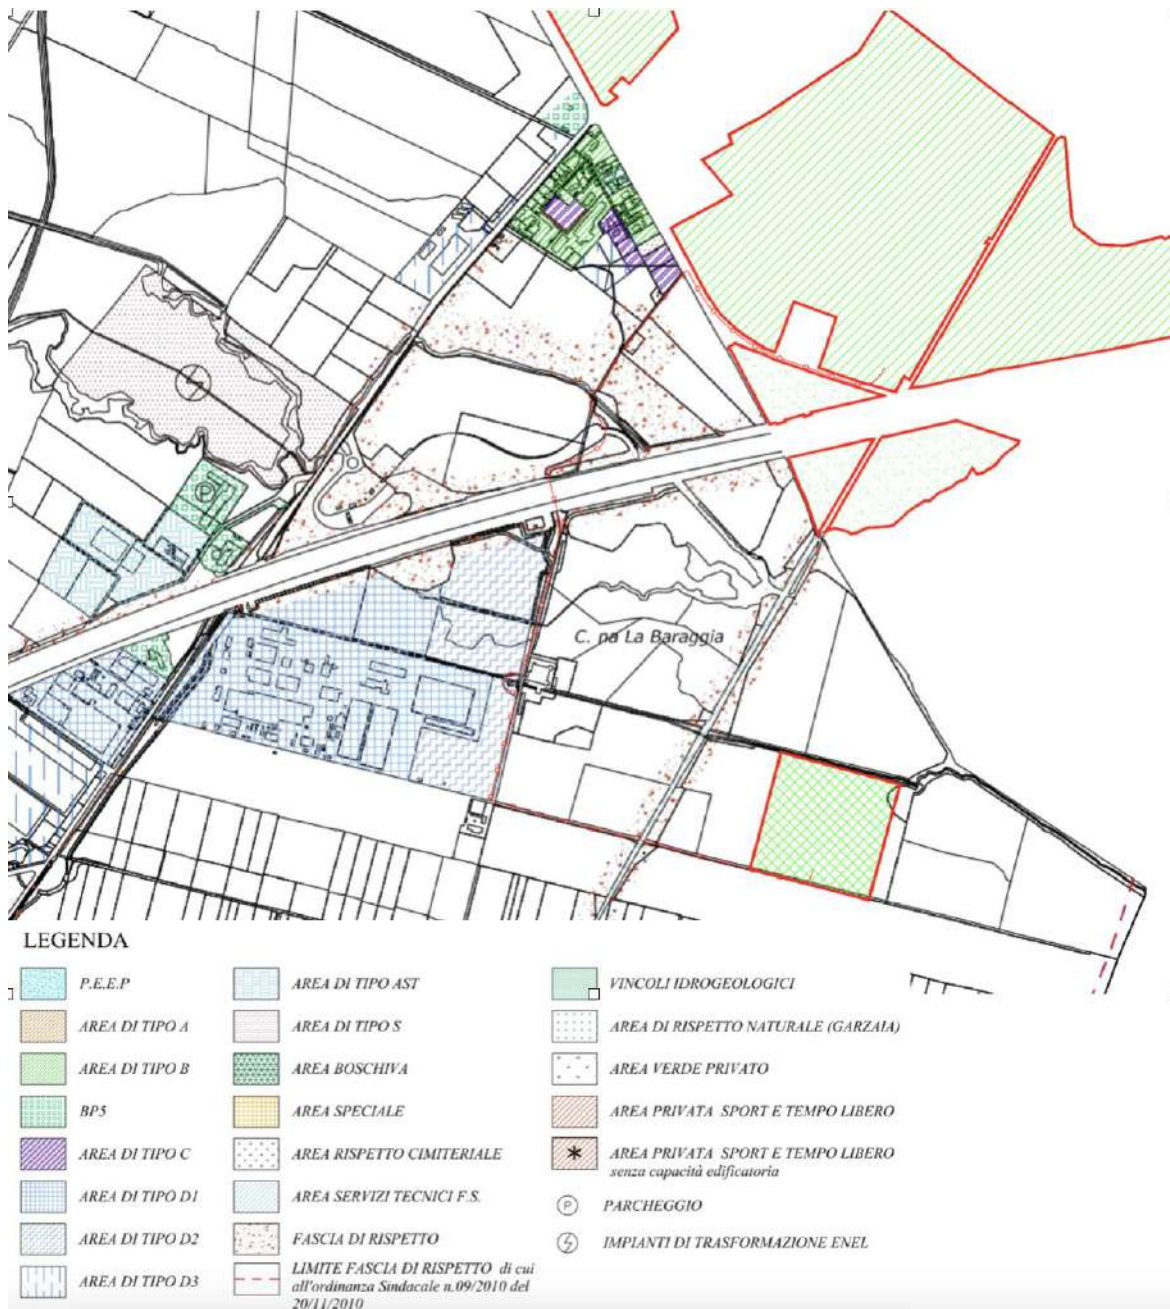 C. na La Baraggia
LEGENDA
P.E.E.P
AREA DI TIPO A
AREA DI TIPO B
BP5
AREA DI TIPO C
AREA DI TIPO D1
AREA DI TIPO D2
AREA DI TIPO D3
AREA DI TIPO AST
AREA DI TIPO S
AREA BOSCHIVA
AREA SPECIALE
AREA RISPETTO CIMITERIALE
AREA SERVIZI TECNICI F.S.
FASCIA DI RISPETTO
LIMITE FASCIA DI RISPETTO di cui
all'ordinanza Sindacale n.09/2010 del
20/11/2010
VINCOLI IDROGEOLOGICI
AREA DI RISPETTO NATURALE (GARZAIA)
AREA VERDE PRIVATO
AREA PRIVATA SPORT E TEMPO LIBERO
AREA PRIVATA SPORT E TEMPO LIBERO
senza capacità edificatoria
P PARCHEGGIO
IMPIANTI DI TRASFORMAZIONE ENEL
P